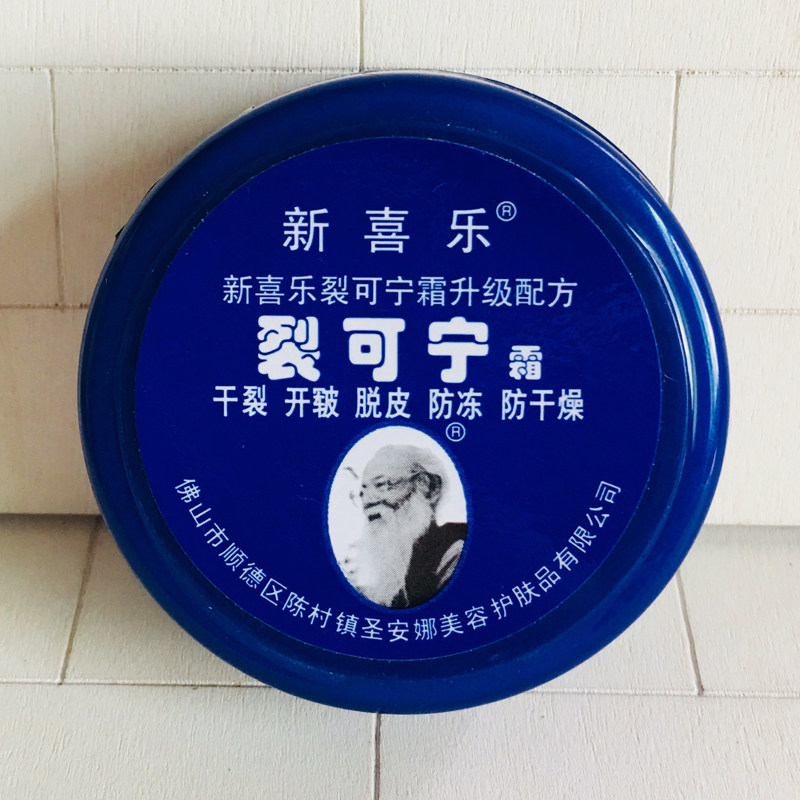 新喜乐®
新喜乐裂可宁霜升级配方
裂可宁霜
干裂 开皲 脱皮 防冻 防干燥
®
佛山市顺德区陈村镇圣安娜美容护肤品有限公司